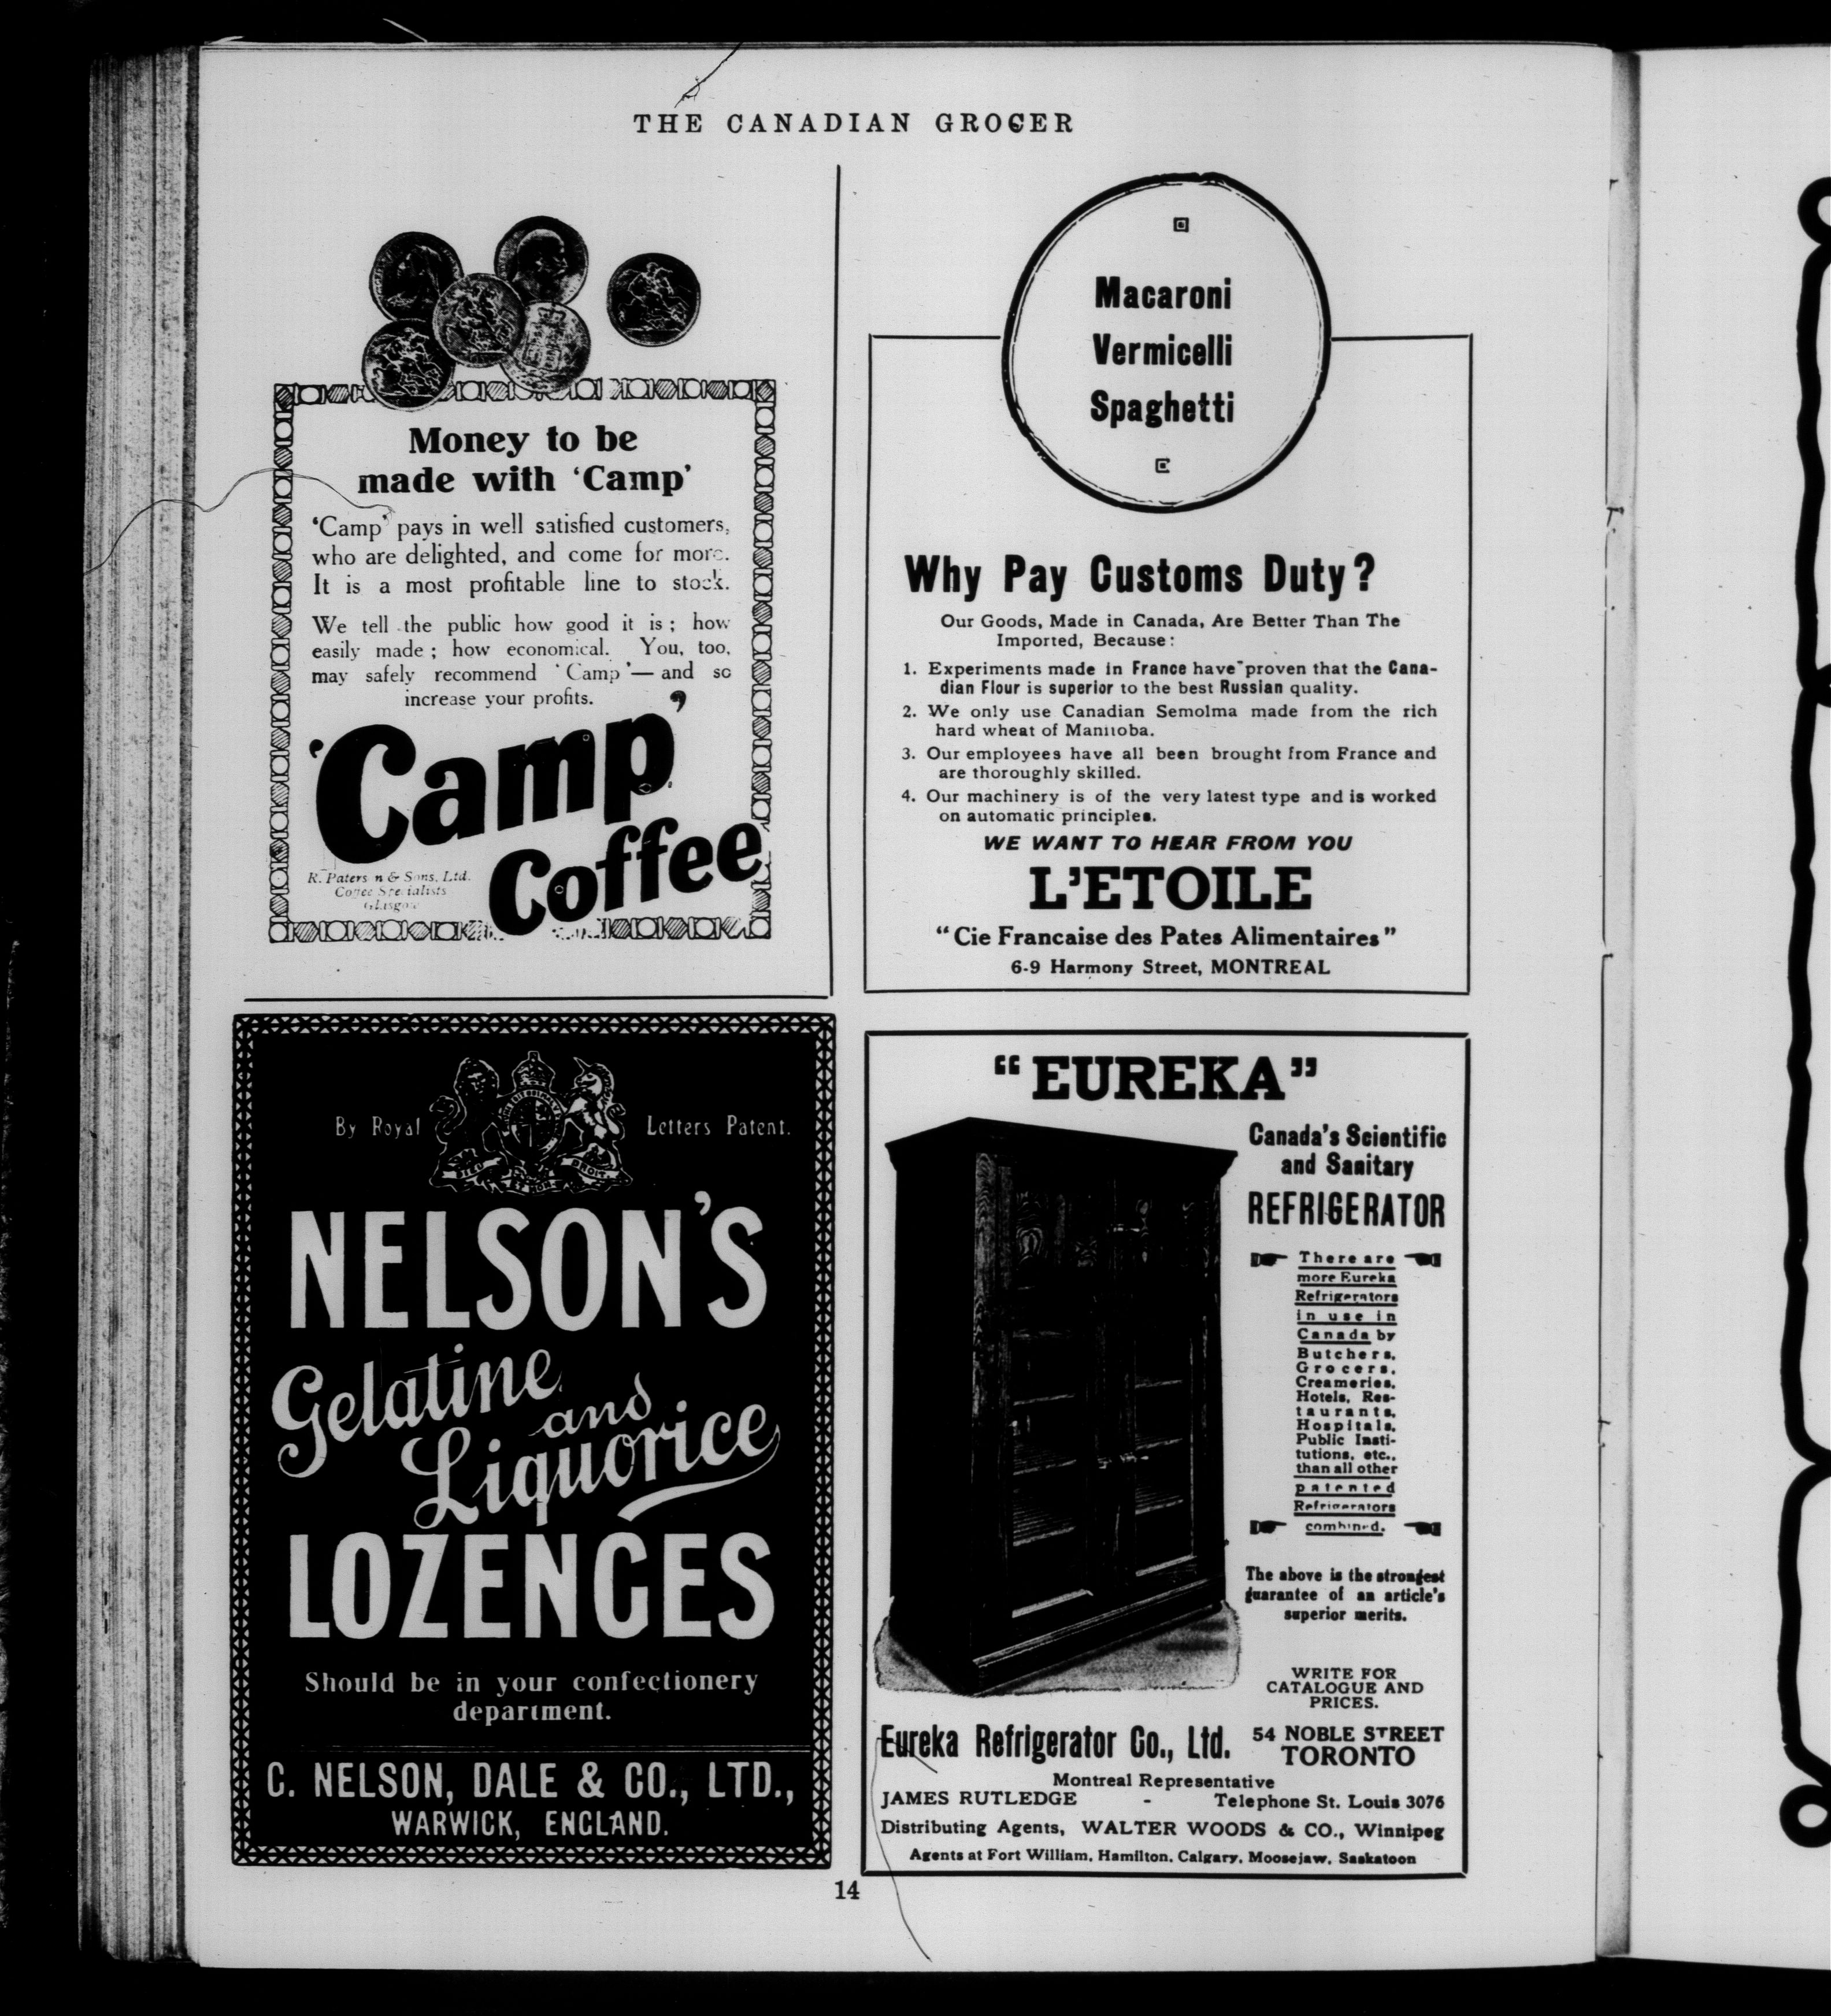 THE CANADIAN GROCER
Money to be
made with 'Camp'
'Camp' pays in well satisfied customers,
who are delighted, and come for more.
It is a most profitable line to stock.
We tell the public how good it is; how
easily made; how economical. You, too,
may safely recommend 'Camp'—and so
increase your profits.
'Camp'
Coffee
R. Paterson & Sons, Ltd.
Coffee Specialists
Glasgow
Macaroni
Vermicelli
Spaghetti
Why Pay Customs Duty?
Our Goods, Made in Canada, Are Better Than The
Imported, Because:
1. Experiments made in France have proven that the Cana-
dian Flour is superior to the best Russian quality.
2. We only use Canadian Semolma made from the rich
hard wheat of Manitoba.
3. Our employees have all been brought from France and
are thoroughly skilled.
4. Our machinery is of the very latest type and is worked
on automatic principles.
WE WANT TO HEAR FROM YOU
L'ETOILE
"Cie Francaise des Pates Alimentaires"
6-9 Harmony Street, MONTREAL
By Royal Letters Patent.
NELSON'S
Gelatine
and
Liquorice
LOZENGES
Should be in your confectionery
department.
C. NELSON, DALE & CO., LTD.,
WARWICK, ENGLAND.
"EUREKA"
Canada's Scientific
and Sanitary
REFRIGERATOR
There are
more Eureka
Refrigerators
in use in
Canada by
Butchers,
Grocers,
Creameries,
Hotels, Res-
taurants,
Hospitals,
Public Insti-
tutions, etc.,
than all other
patented
Refrigerators
combined.
The above is the strongest
guarantee of an article's
superior merits.
WRITE FOR
CATALOGUE AND
PRICES.
Eureka Refrigerator Co., Ltd.
54 NOBLE STREET
TORONTO
Montreal Representative
JAMES RUTLEDGE - Telephone St. Louis 3076
Distributing Agents, WALTER WOODS & CO., Winnipeg
Agents at Fort William, Hamilton, Calgary, Moosejaw, Saskatoon
14